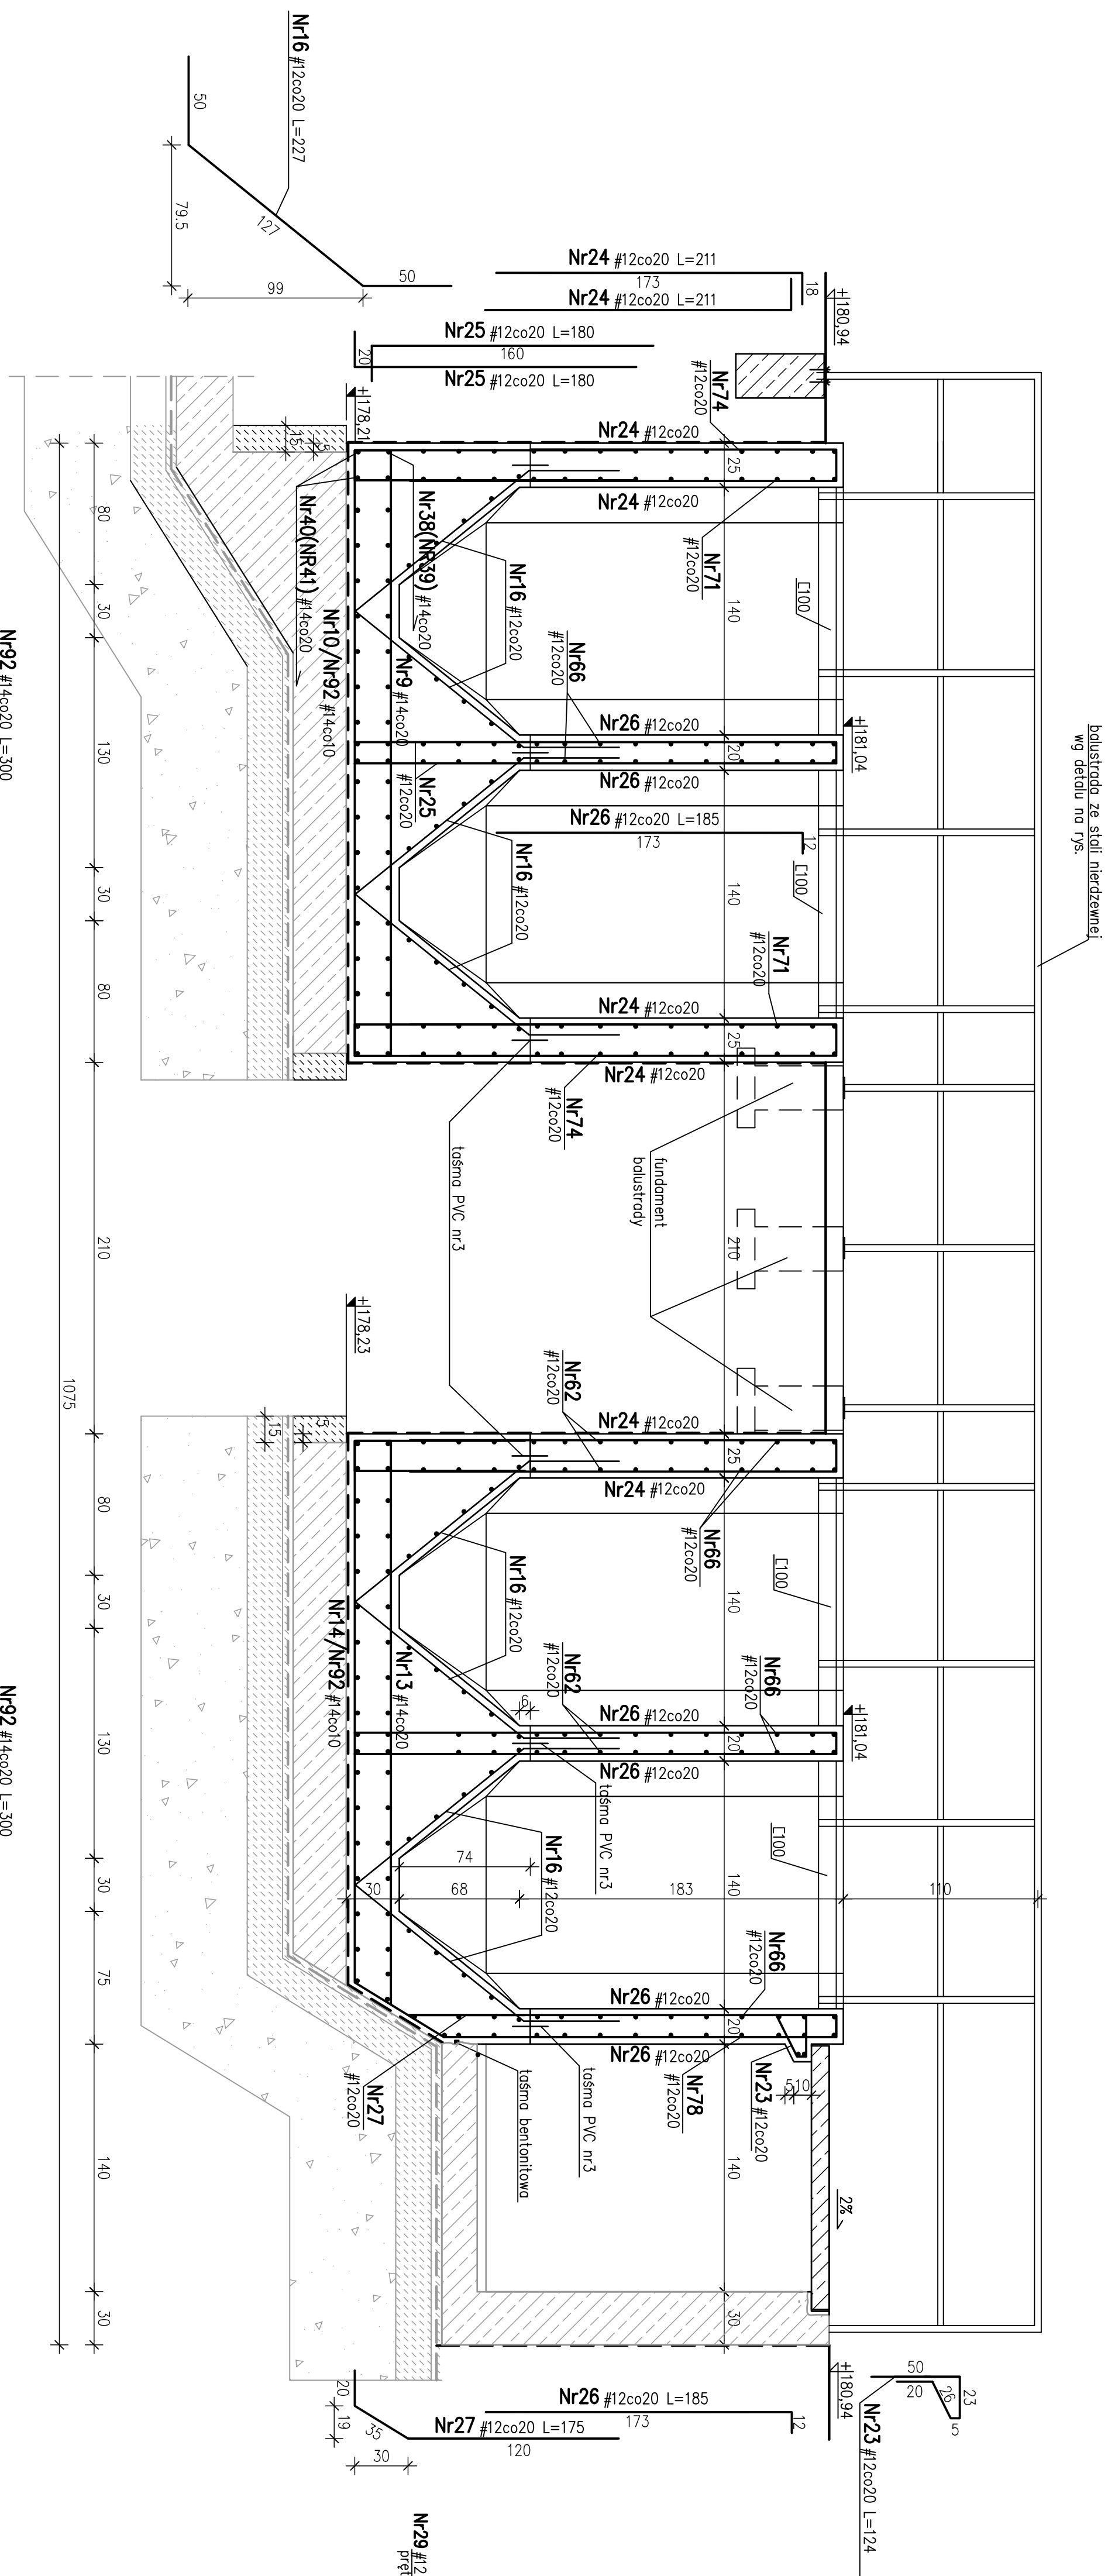 balustrada ze stali nierdzewnej
wg detalu na rys.
Nr16 #12co20 L=227
50
79.5
127
99
50
Nr24 #12co20 L=211
173
18
Nr24 #12co20 L=211
Nr25 #12co20 L=180
160
20
Nr25 #12co20 L=180
+180,94
+178,21
Nr74
#12co20
Nr24 #12co20
25
Nr24 #12co20
Nr71
#12co20
140
[100
Nr38(NR39) #14co20
Nr40(NR41) #14co20
Nr16 #12co20
Nr66
#12co20
Nr9 #14co20
Nr10/Nr92 #14co10
Nr25
#12co20
Nr26 #12co20
20
Nr26 #12co20
+181,04
Nr26 #12co20 L=185
173
12
Nr16 #12co20
[100
140
Nr71
#12co20
Nr24 #12co20
25
Nr24 #12co20
Nr74
#12co20
taśma PVC nr3
fundament
balustrady
210
+178,23
Nr62
#12co20
Nr24 #12co20
25
Nr24 #12co20
Nr66
#12co20
[100
140
Nr16 #12co20
Nr13 #14co20
Nr14/Nr92 #14co10
Nr62
#12co20
Nr66
#12co20
6
Nr26 #12co20
20
Nr26 #12co20
+181,04
taśma PVC nr3
[100
Nr16 #12co20
74
30
68
183
140
110
Nr66
#12co20
Nr26 #12co20
20
Nr26 #12co20
Nr27
#12co20
Nr78
#12co20
Nr23 #12co20
510
taśma bentonitowa
taśma PVC nr3
140
2%
30
+180,94
15
5
15
5
80
30
130
30
80
210
80
30
130
30
75
140
30
1075
Nr26 #12co20 L=185
173
12
Nr27 #12co20 L=175
120
20
19
35
30
50
20
26
23
5
Nr23 #12co20 L=124
Nr92 #14co20 L=300
Nr92 #14co20 L=300
Nr29 #12
pręt